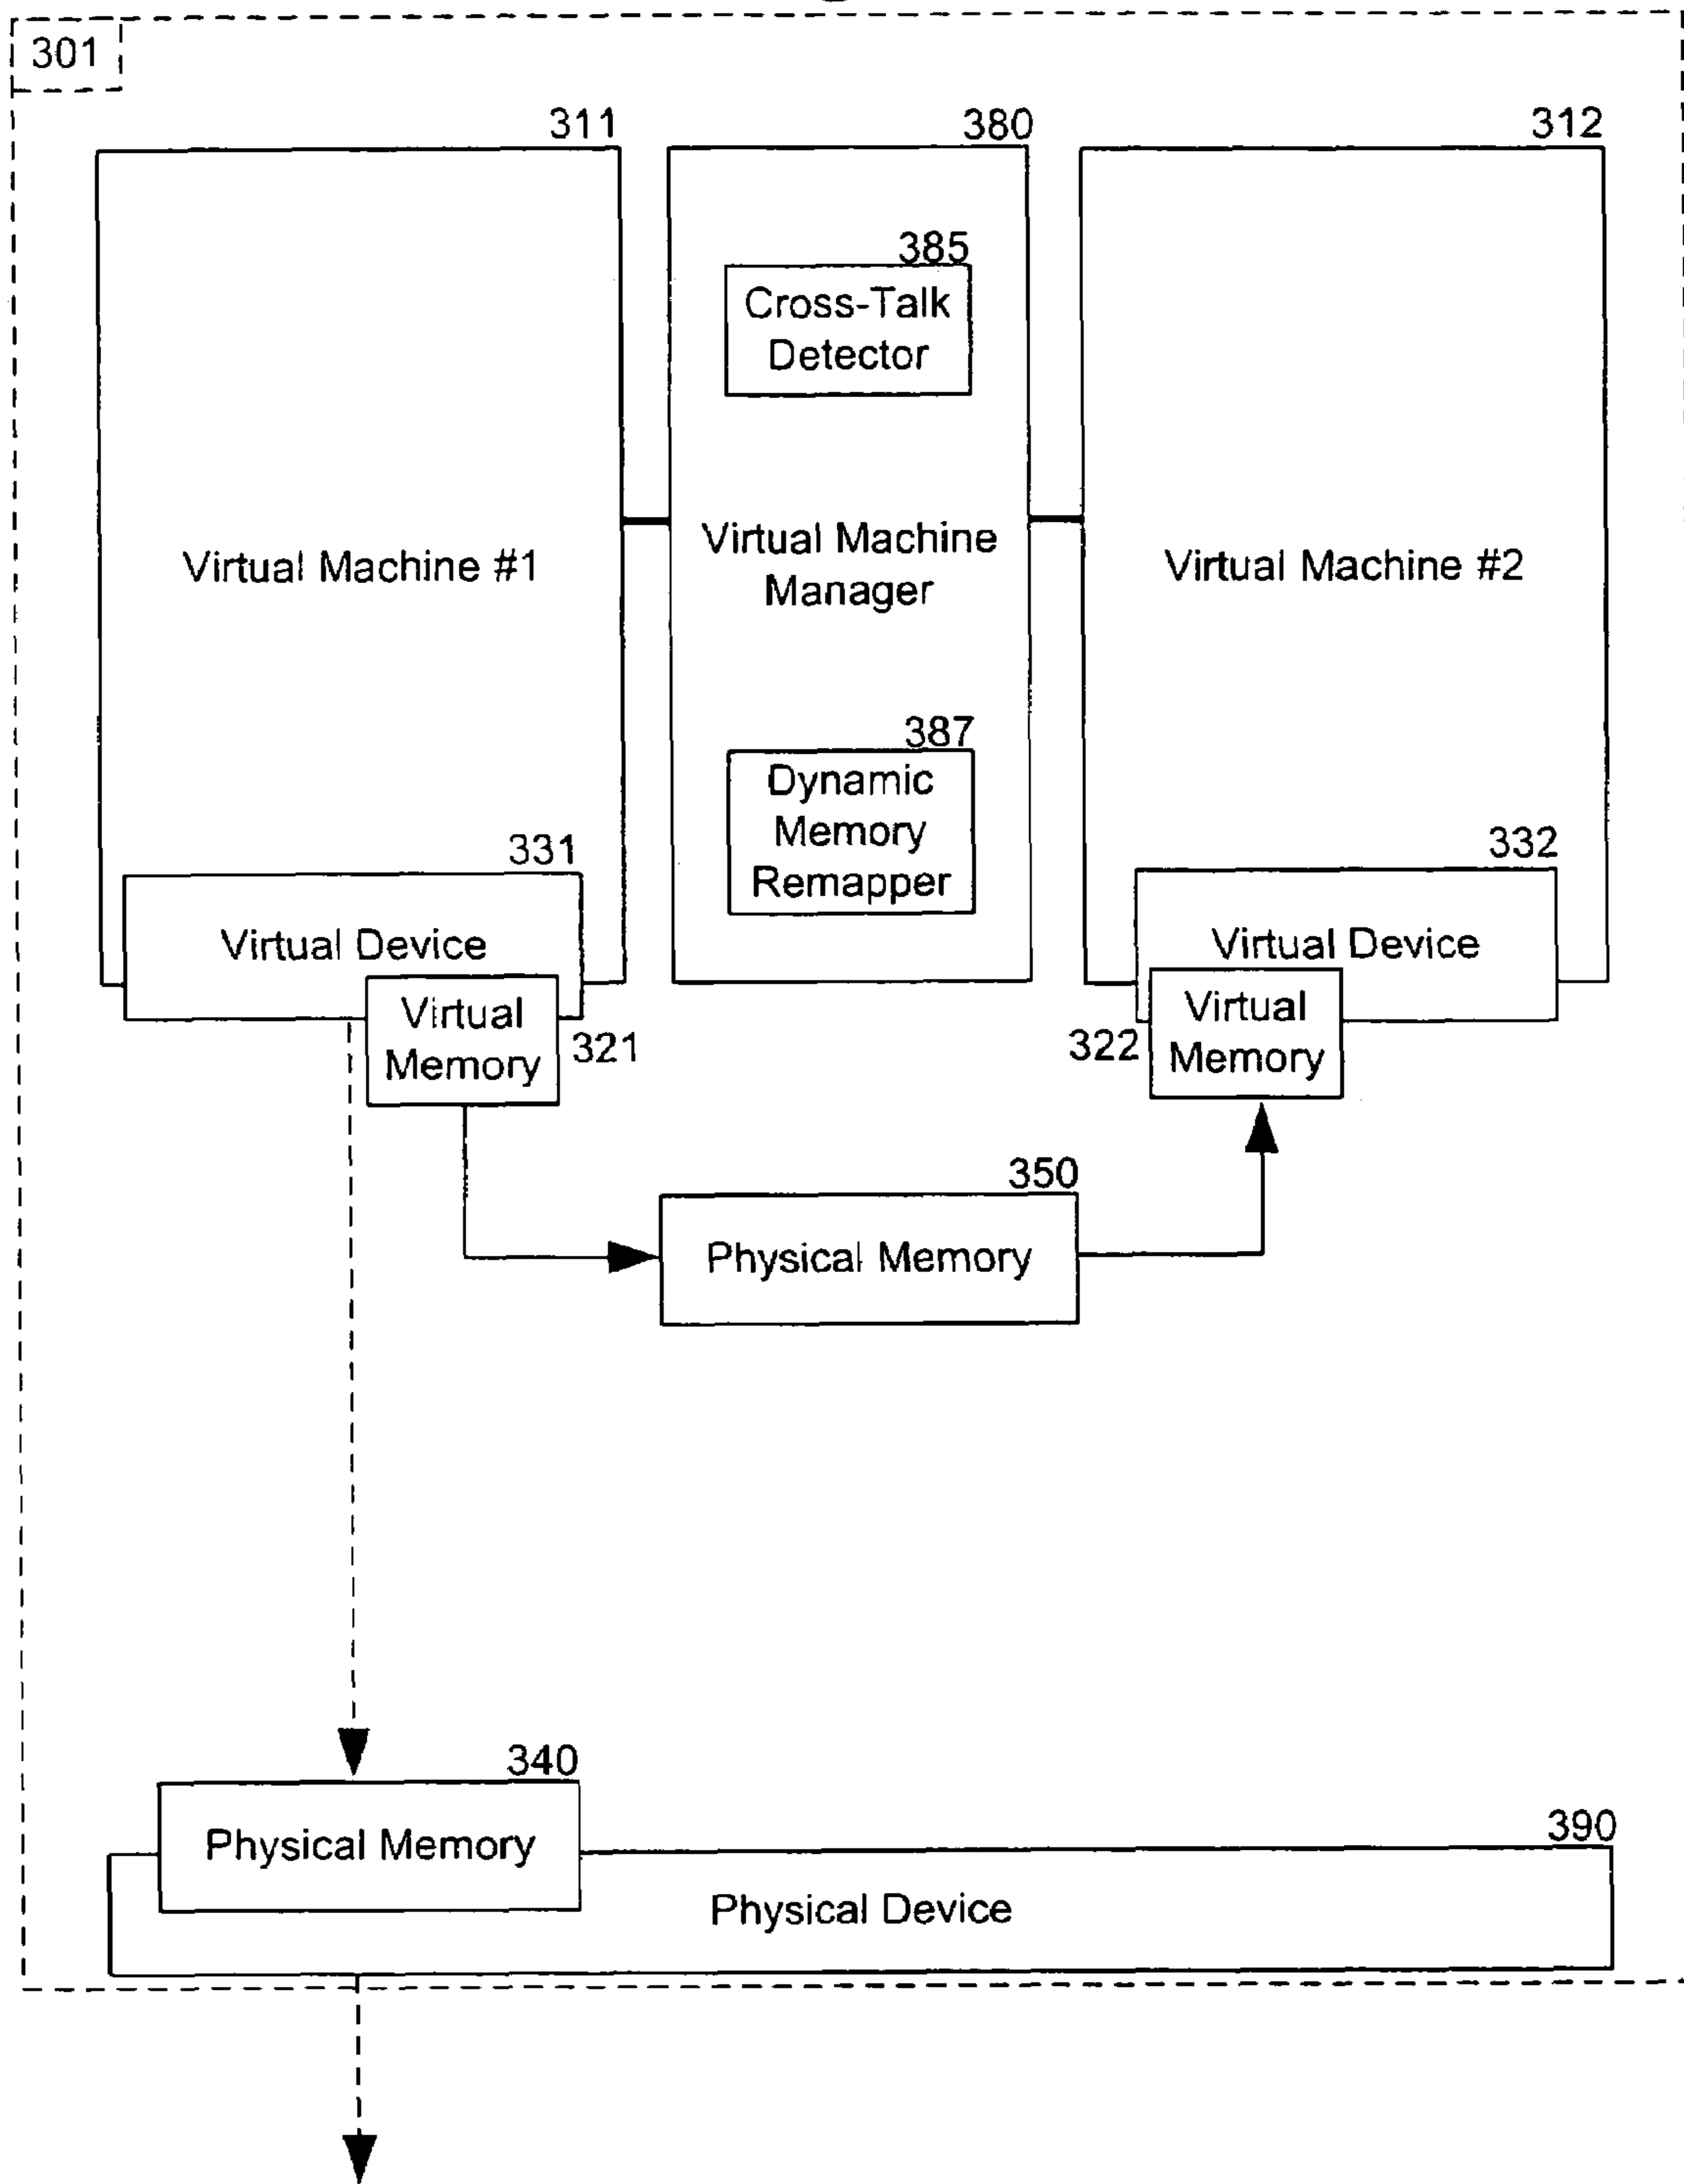 301
311
380
312
385
Cross-Talk
Detector
Virtual Machine #1
Virtual Machine
Manager
Virtual Machine #2
387
Dynamic
Memory
Remapper
331
Virtual Device
332
Virtual Device
Virtual
Memory
321
322
Virtual
Memory
350
Physical Memory
340
Physical Memory
390
Physical Device